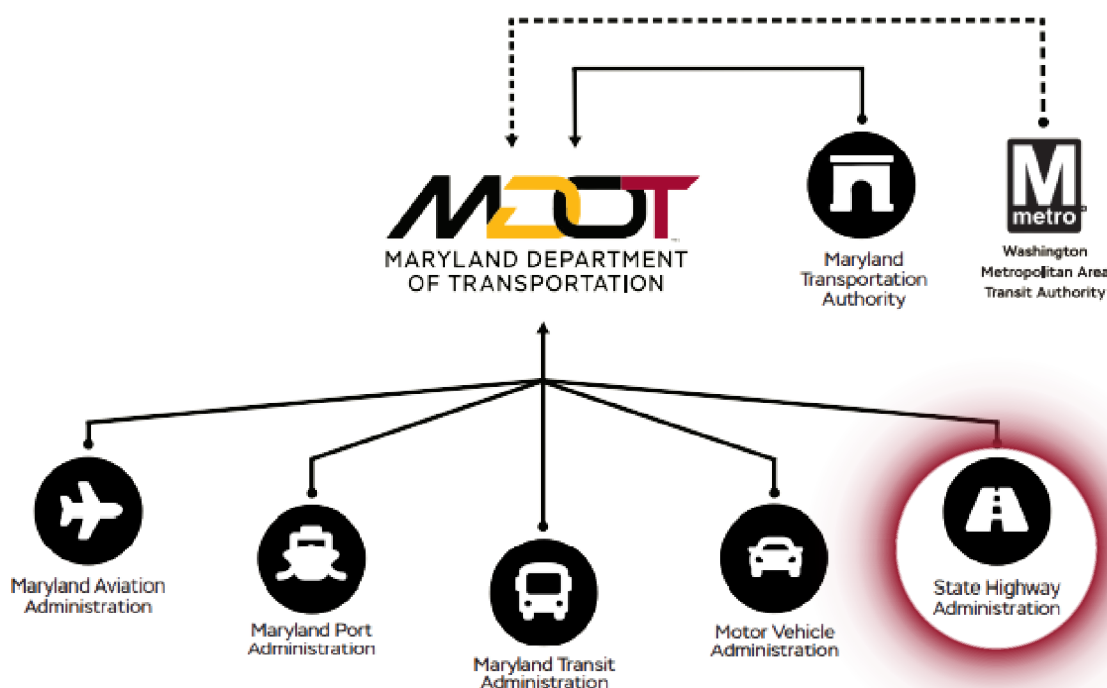 MDOT
MARYLAND DEPARTMENT
OF TRANSPORTATION
Maryland
Transportation
Authority
M
metro
Washington
Metropolitan Area
Transit Authority
Maryland Aviation
Administration
Maryland Port
Administration
Maryland Transit
Administration
Motor Vehicle
Administration
State Highway
Administration